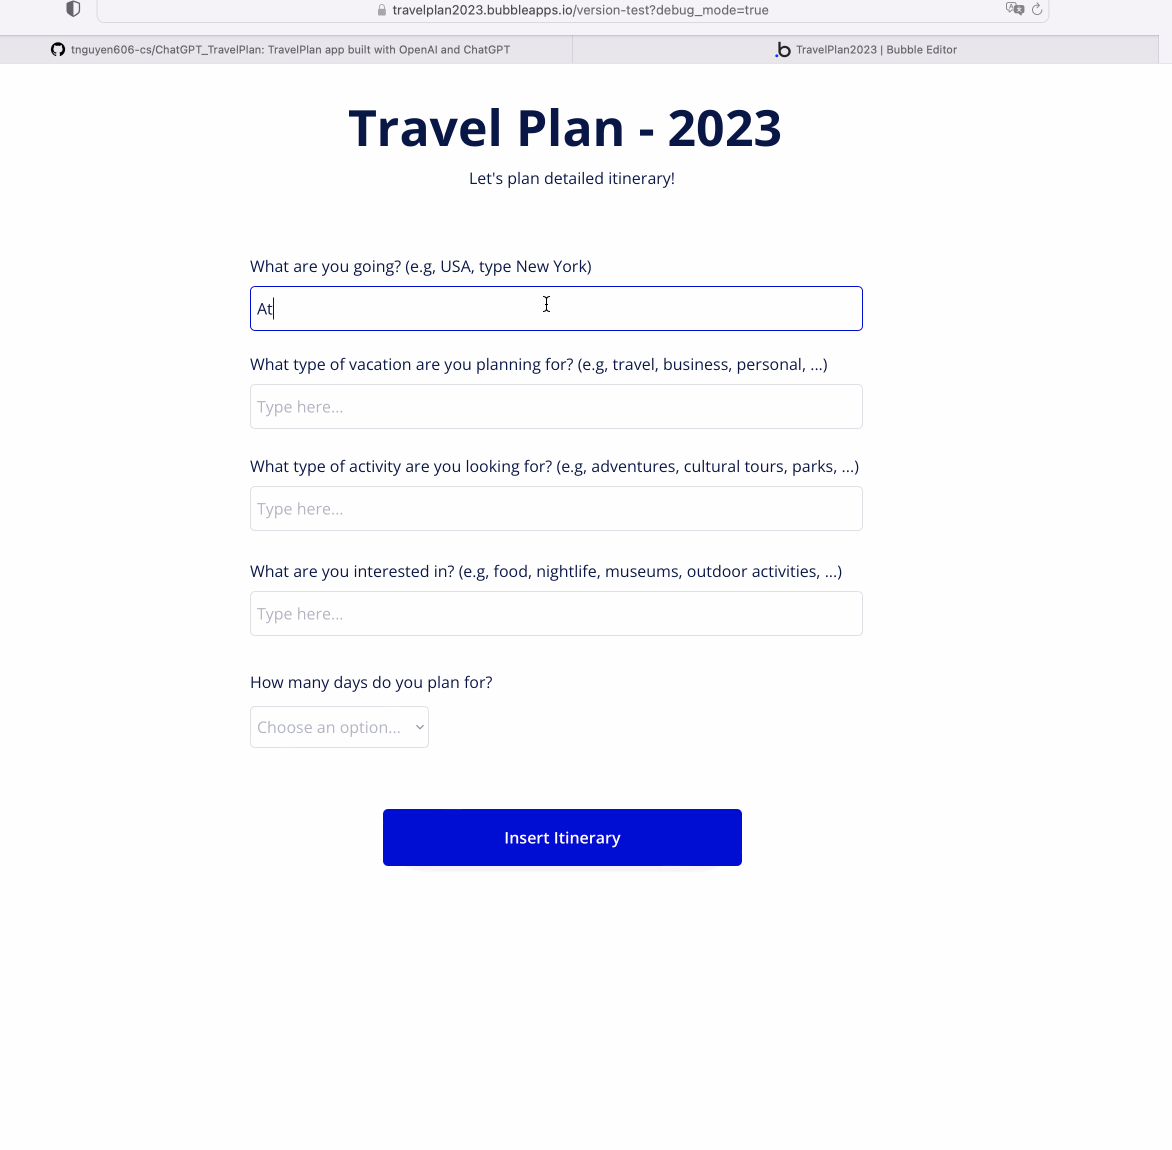 travelplan2023.bubbleapps.io/version-test?debug_mode=true
tnguyen606-cs/ChatGPT_TravelPlan: TravelPlan app built with OpenAI and ChatGPT
TravelPlan2023 | Bubble Editor
Travel Plan - 2023
Let's plan detailed itinerary!
What are you going? (e.g, USA, type New York)
At
What type of vacation are you planning for? (e.g, travel, business, personal, ...)
Type here...
What type of activity are you looking for? (e.g, adventures, cultural tours, parks, ...)
Type here...
What are you interested in? (e.g, food, nightlife, museums, outdoor activities, ...)
Type here...
How many days do you plan for?
Choose an option...
Insert Itinerary